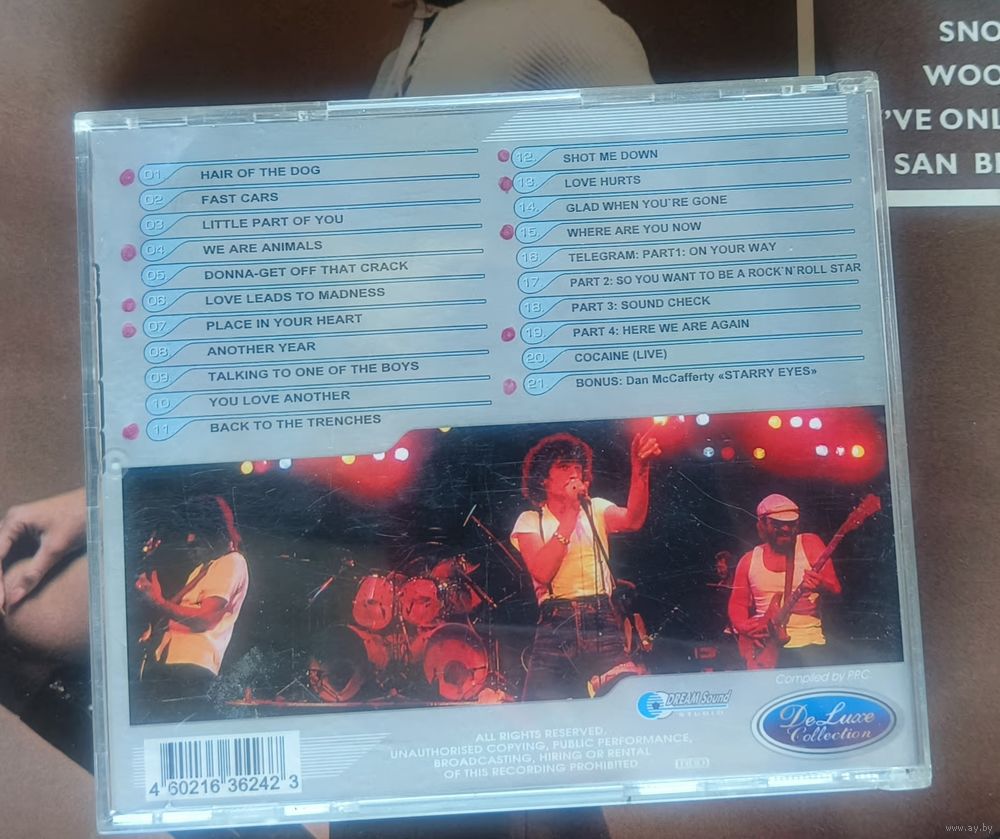 SNO
WOO
'VE ONL
SAN BE
01. HAIR OF THE DOG
02 FAST CARS
03 LITTLE PART OF YOU
04 WE ARE ANIMALS
05 DONNA-GET OFF THAT CRACK
06 LOVE LEADS TO MADNESS
07 PLACE IN YOUR HEART
08 ANOTHER YEAR
09 TALKING TO ONE OF THE BOYS
10 YOU LOVE ANOTHER
11 BACK TO THE TRENCHES
12. SHOT ME DOWN
13. LOVE HURTS
14. GLAD WHEN YOU`RE GONE
15. WHERE ARE YOU NOW
16. TELEGRAM: PART1: ON YOUR WAY
17. PART 2: SO YOU WANT TO BE A ROCK`N`ROLL STAR
18. PART 3: SOUND CHECK
19. PART 4: HERE WE ARE AGAIN
20. COCAINE (LIVE)
21. BONUS: Dan McCafferty «STARRY EYES»
Compiled by PPC
DREAM Sound
STUDIO
De Luxe
Collection
ALL RIGHTS RESERVED,
UNAUTHORISED COPYING, PUBLIC PERFORMANCE,
BROADCASTING, HIRING OR RENTAL
OF THIS RECORDING PROHIBITED
4 60216 36242 3
www.ay.by